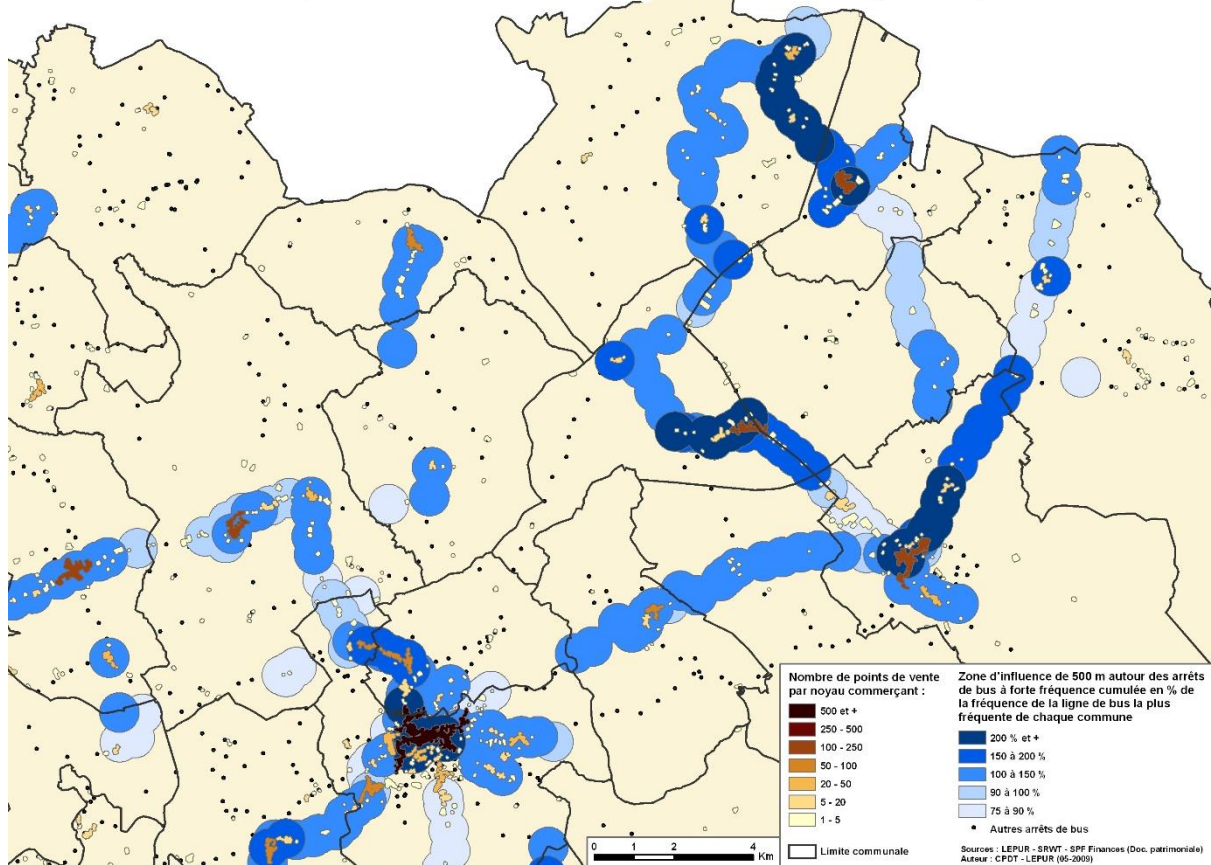 Nombre de points de vente
par noyau commerçant :
500 et +
250 - 500
100 - 250
50 - 100
20 - 50
5 - 20
1 - 5
Limite communale
Zone d'influence de 500 m autour des arrêts
de bus à forte fréquence cumulée en % de
la fréquence de la ligne de bus la plus
fréquente de chaque commune
200 % et +
150 à 200 %
100 à 150 %
90 à 100 %
75 à 90 %
Autres arrêts de bus
0 2 4
Km
Sources : LEPUR - SRWT - SPF Finances (Doc. patrimoniale)
Auteur : CPDT - LEPUR (05-2009)